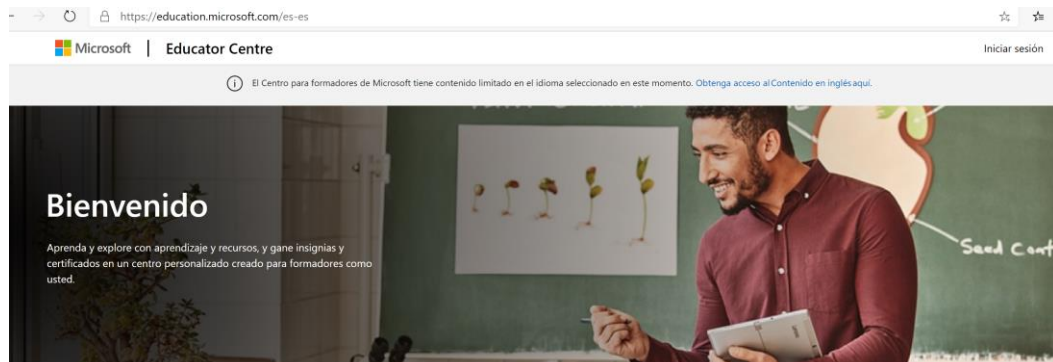 https://education.microsoft.com/es-es
Microsoft | Educator Centre
Iniciar sesión
El Centro para formadores de Microsoft tiene contenido limitado en el idioma seleccionado en este momento. Obtenga acceso al Contenido en inglés aquí.
Bienvenido
Aprenda y explore con aprendizaje y recursos, y gane insignias y
certificados en un centro personalizado creado para formadores como
usted.
Seed